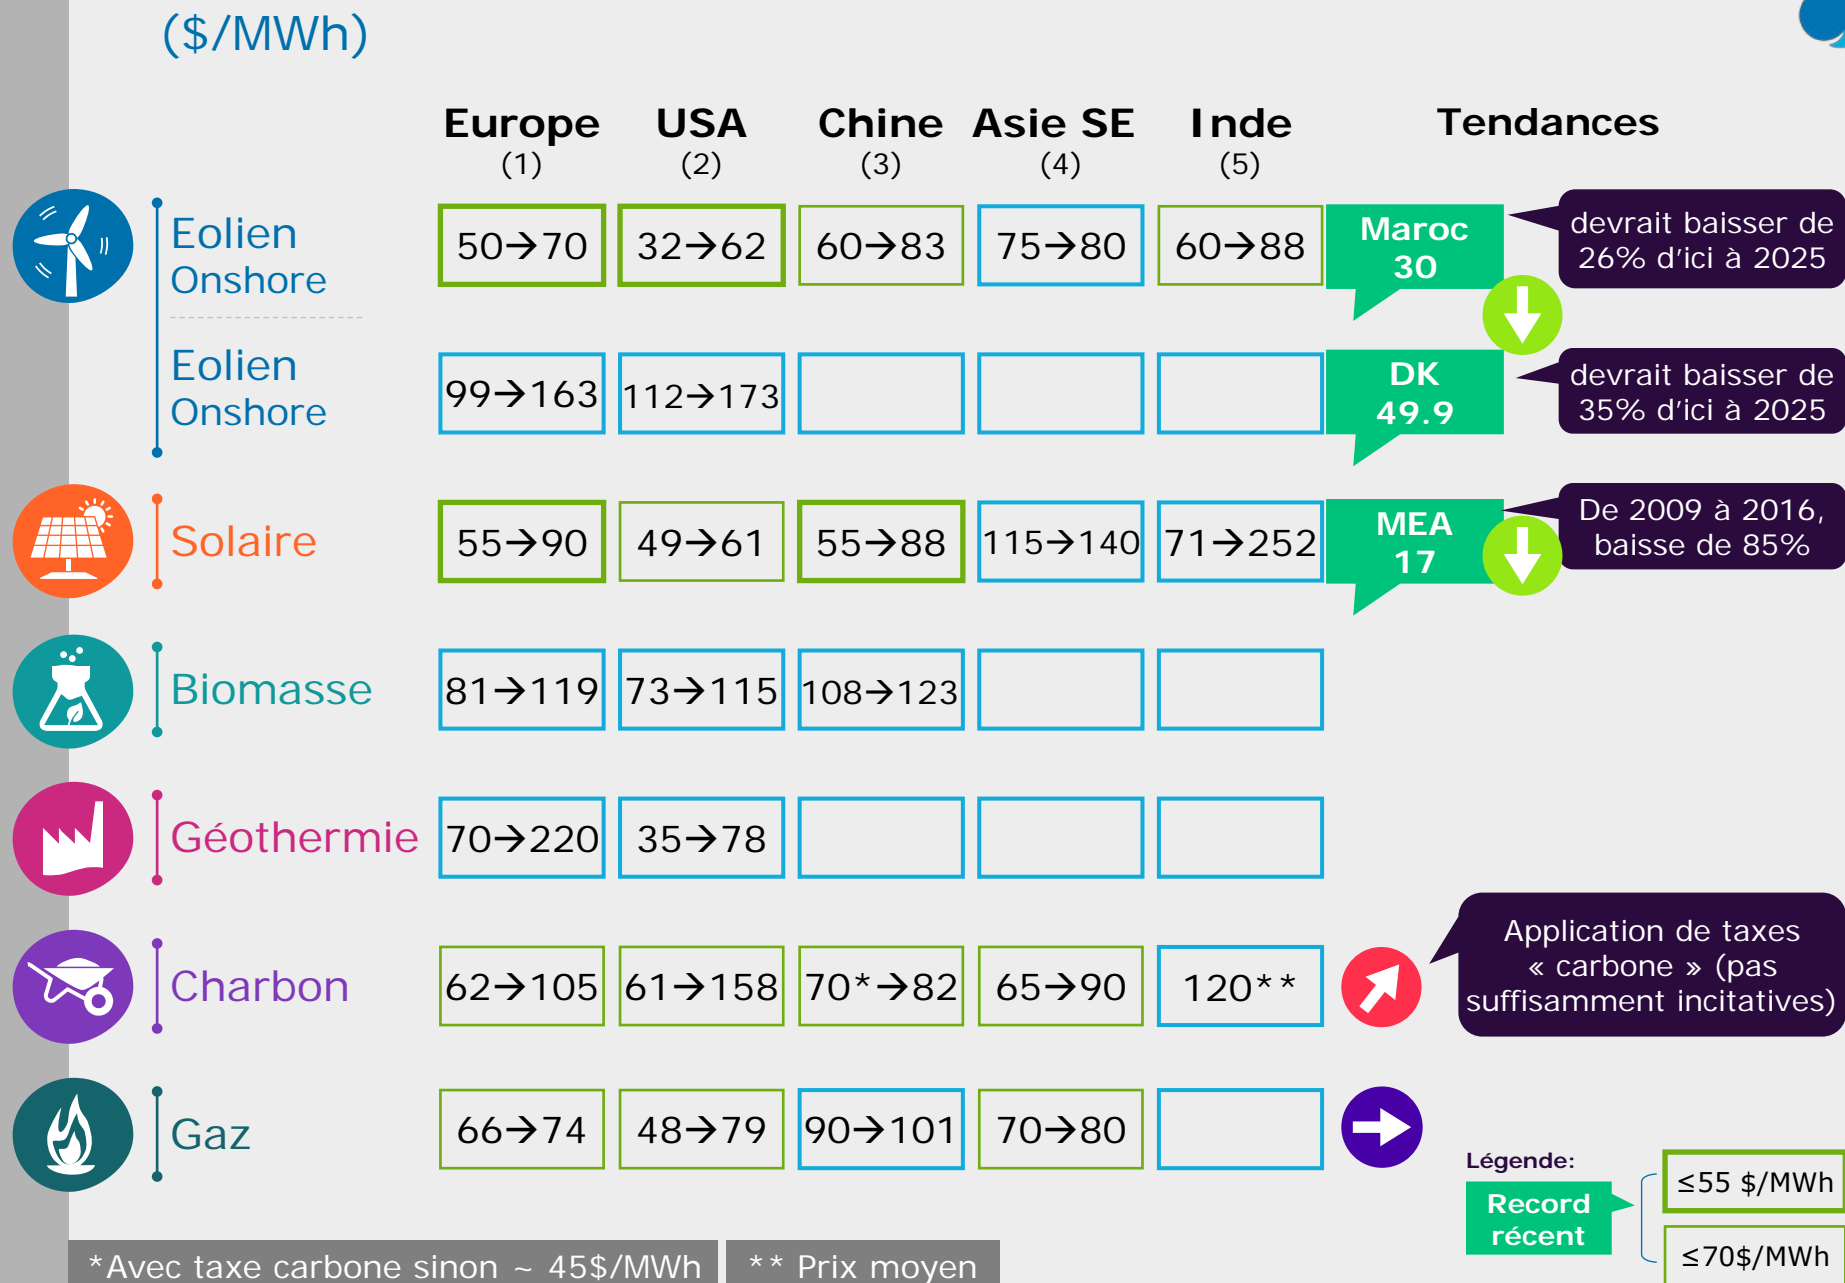 ($/MWh)
Europe USA Chine Asie SE Inde Tendances
(1) (2) (3) (4) (5)
Eolien
Onshore
50→70 32→62 60→83 75→80 60→88
Maroc
30
devrait baisser de
26% d'ici à 2025
Eolien
Onshore
99→163 112→173
DK
49.9
devrait baisser de
35% d'ici à 2025
Solaire
55→90 49→61 55→88 115→140 71→252
MEA
17
De 2009 à 2016,
baisse de 85%
Biomasse
81→119 73→115 108→123
Géothermie
70→220 35→78
Charbon
62→105 61→158 70*→82 65→90 120**
Application de taxes
« carbone » (pas
suffisamment incitatives)
Gaz
66→74 48→79 90→101 70→80
Légende:
Record
récent
≤55 $/MWh
≤70$/MWh
*Avec taxe carbone sinon ~ 45$/MWh
** Prix moyen